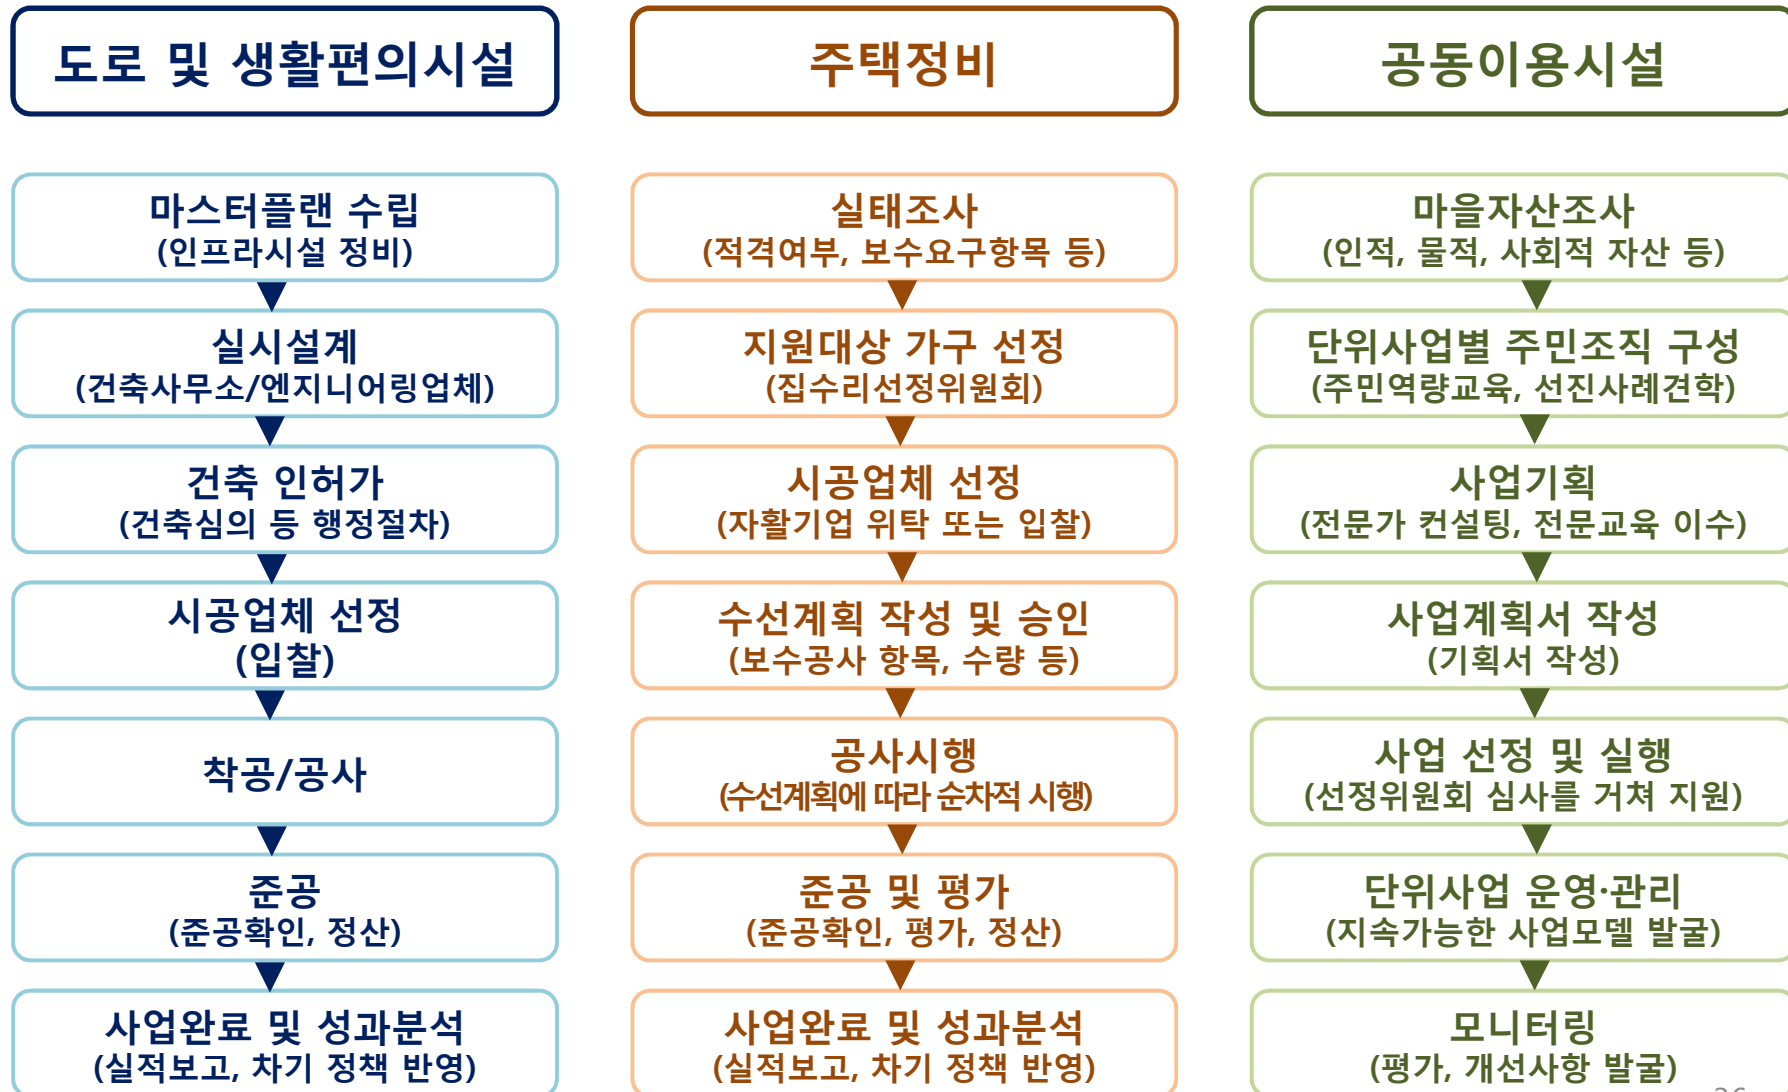 도로 및 생활편의시설
마스터플랜 수립
(인프라시설 정비)
실시설계
(건축사무소/엔지니어링업체)
건축 인허가
(건축심의 등 행정절차)
시공업체 선정
(입찰)
착공/공사
준공
(준공확인, 정산)
사업완료 및 성과분석
(실적보고, 차기 정책 반영)
주택정비
실태조사
(적격여부, 보수요구항목 등)
지원대상 가구 선정
(집수리선정위원회)
시공업체 선정
(자활기업 위탁 또는 입찰)
수선계획 작성 및 승인
(보수공사 항목, 수량 등)
공사시행
(수선계획에 따라 순차적 시행)
준공 및 평가
(준공확인, 평가, 정산)
사업완료 및 성과분석
(실적보고, 차기 정책 반영)
공동이용시설
마을자산조사
(인적, 물적, 사회적 자산 등)
단위사업별 주민조직 구성
(주민역량교육, 선진사례견학)
사업기획
(전문가 컨설팅, 전문교육 이수)
사업계획서 작성
(기획서 작성)
사업 선정 및 실행
(선정위원회 심사를 거쳐 지원)
단위사업 운영·관리
(지속가능한 사업모델 발굴)
모니터링
(평가, 개선사항 발굴)